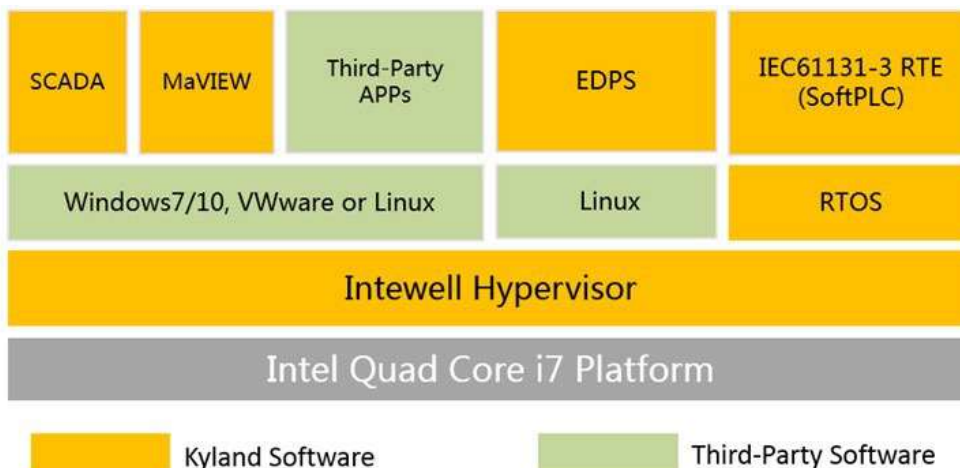 SCADA
MaVIEW
Third-Party
APPs
EDPS
IEC61131-3 RTE
(SoftPLC)
Windows7/10, VWware or Linux
Linux
RTOS
Intewell Hypervisor
Intel Quad Core i7 Platform
Kyland Software
Third-Party Software